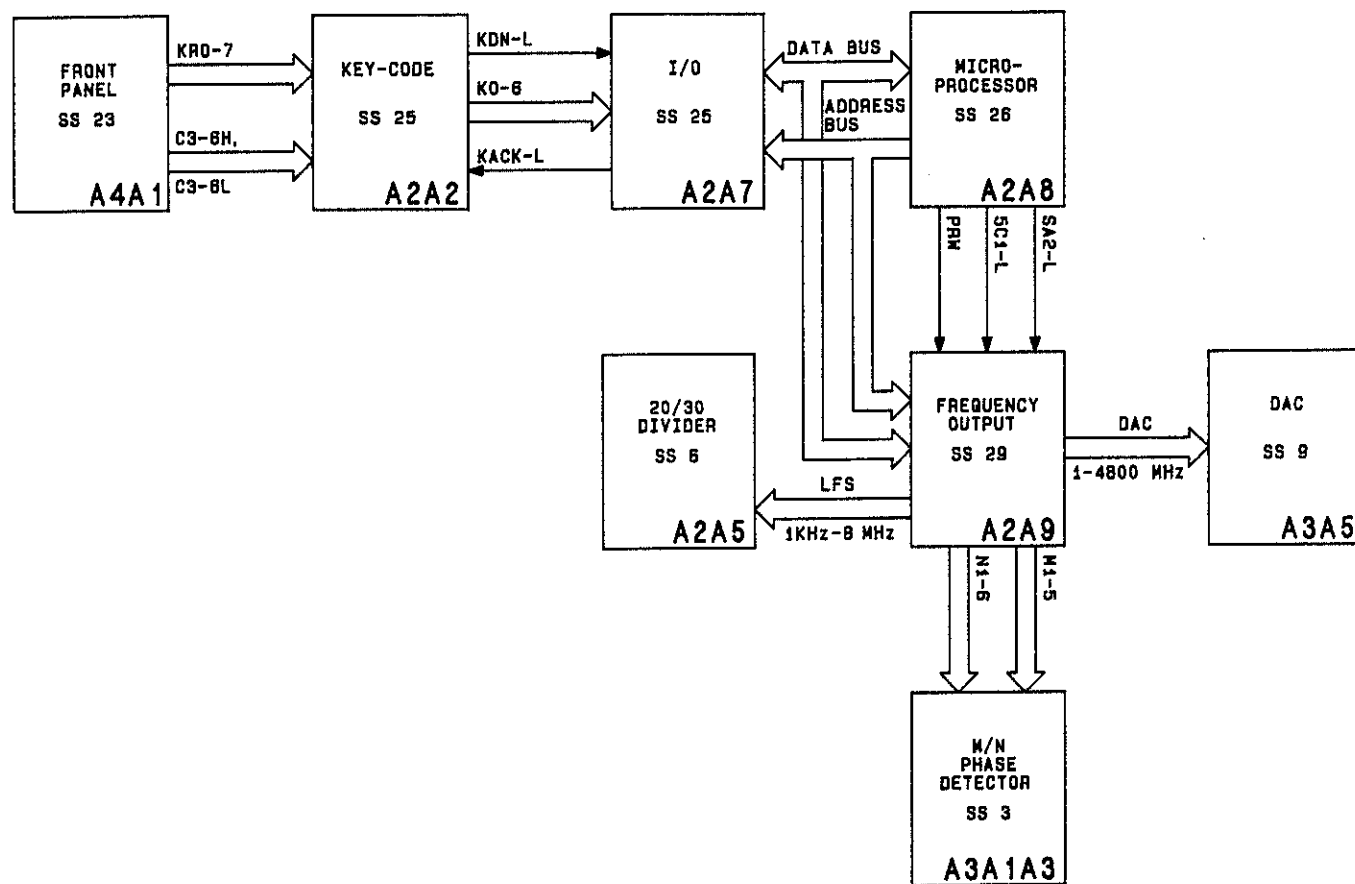 FRONT
PANEL
SS 23
A4A1
KR0-7
C3-6H,
C3-6L
KEY-CODE
SS 25
A2A2
KDN-L
K0-6
KACK-L
I/O
SS 25
A2A7
DATA BUS
ADDRESS
BUS
MICRO-
PROCESSOR
SS 26
A2A8
PRW
5C1-L
SA2-L
20/30
DIVIDER
SS 6
A2A5
LFS
1KHz-8 MHz
FREQUENCY
OUTPUT
SS 29
A2A9
DAC
1-4800 MHz
DAC
SS 9
A3A5
N1-6
M1-5
M/N
PHASE
DETECTOR
SS 3
A3A1A3